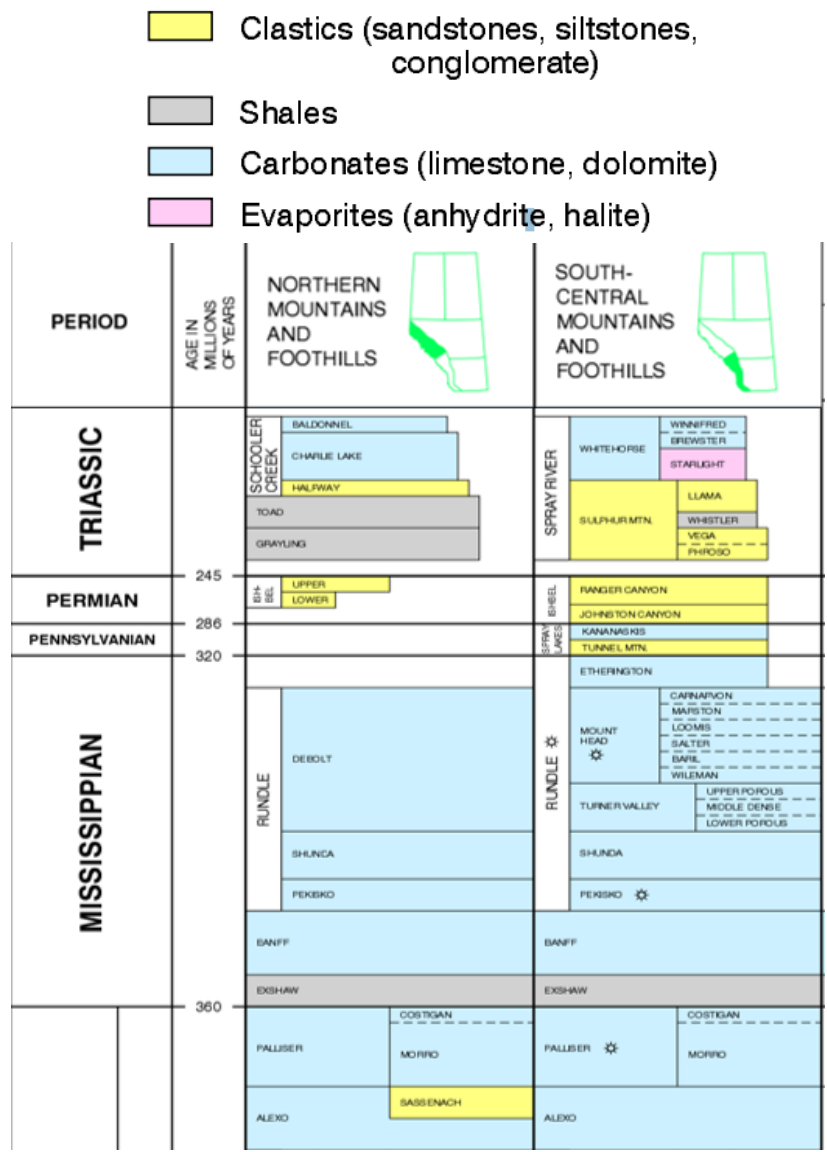 Clastics (sandstones, siltstones,
conglomerate)
Shales
Carbonates (limestone, dolomite)
Evaporites (anhydrite, halite)
PERIOD
AGE IN
MILLIONS
OF YEARS
NORTHERN
MOUNTAINS
AND
FOOTHILLS
SOUTH-
CENTRAL
MOUNTAINS
AND
FOOTHILLS
TRIASSIC
SCHOOLER
CREEK
BALDONNEL
CHARLIE LAKE
HALFWAY
TOAD
GRAYLING
SPRAY RIVER
WHITEHORSE
WINNIFRED
BREWSTER
STARLIGHT
SULPHUR MTN.
LLAMA
WHISTLER
VEGA
PHROSO
245
PERMIAN
ISH-
BEL
UPPER
LOWER
ISHBEL
RANGER CANYON
JOHNSTON CANYON
286
PENNSYLVANIAN
SPRAY
LAKES
KANANASKIS
TUNNEL MTN.
320
MISSISSIPPIAN
RUNDLE
DEBOLT
SHUNCA
PEKISKO
BANFF
EXSHAW
RUNDLE
ETHERINGTON
MOUNT
HEAD
CARNARVON
MARSTON
LOOMIS
SALTER
BARIL
WILEMAN
TURNER VALLEY
UPPER POROUS
MIDDLE DENSE
LOWER POROUS
SHUNDA
PEKISKO
BANFF
EXSHAW
360
PALLISER
COSTIGAN
MORRO
ALEXO
SASSENACH
PALLISER
COSTIGAN
MORRO
ALEXO